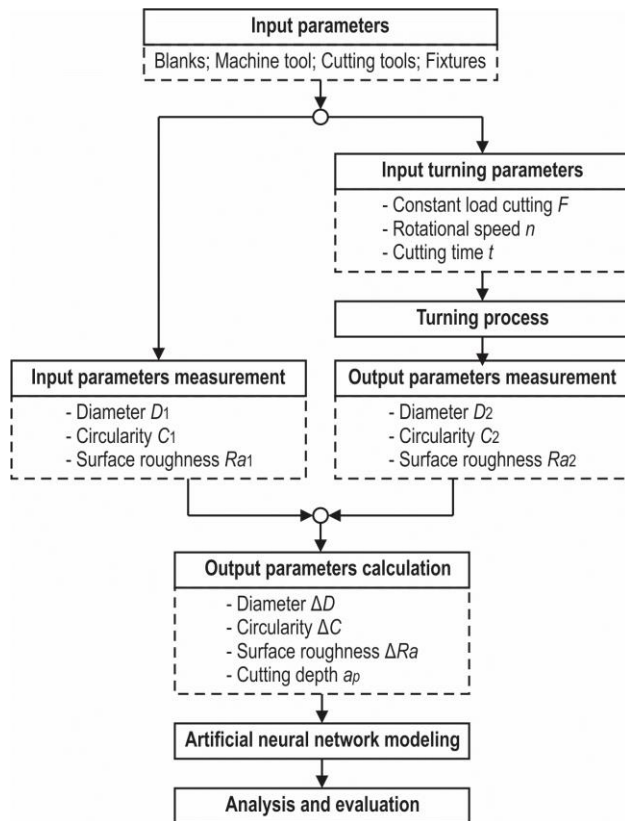 Input parameters
Blanks; Machine tool; Cutting tools; Fixtures
Input turning parameters
- Constant load cutting F
- Rotational speed n
- Cutting time t
Turning process
Input parameters measurement
- Diameter D1
- Circularity C1
- Surface roughness Ra1
Output parameters measurement
- Diameter D2
- Circularity C2
- Surface roughness Ra2
Output parameters calculation
- Diameter ΔD
- Circularity ΔC
- Surface roughness ΔRa
- Cutting depth ap
Artificial neural network modeling
Analysis and evaluation